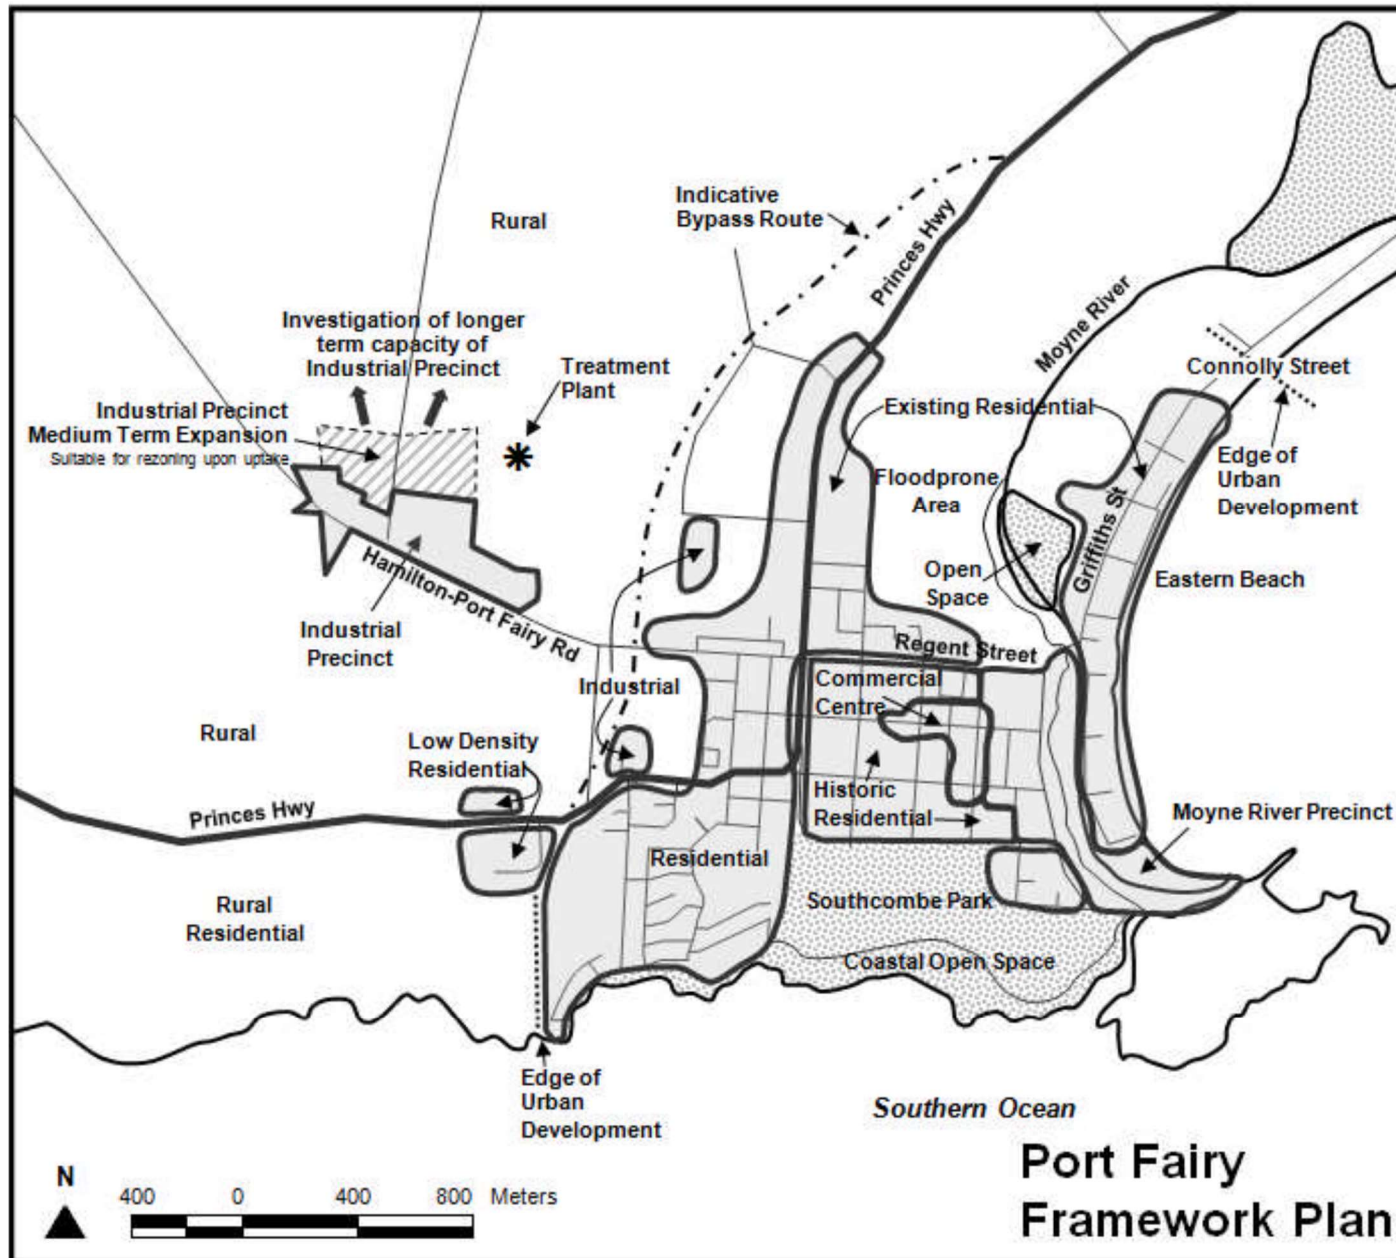 Indicative
Bypass Route
Rural
Princes Hwy
Moyne River
Investigation of longer
term capacity of
Industrial Precinct
Treatment
Plant
Connolly Street
Industrial Precinct
Medium Term Expansion
Suitable for rezoning upon uptake
Existing Residential
Edge of
Urban
Development
Floodprone
Area
Griffiths St
Open
Space
Eastern Beach
Hamilton-Port Fairy Rd
Industrial
Precinct
Regent Street
Industrial
Commercial
Centre
Rural
Low Density
Residential
Historic
Residential
Princes Hwy
Moyne River Precinct
Residential
Rural
Residential
Southcombe Park
Coastal Open Space
Edge of
Urban
Development
Southern Ocean
Port Fairy
Framework Plan
N
400 0 400 800 Meters